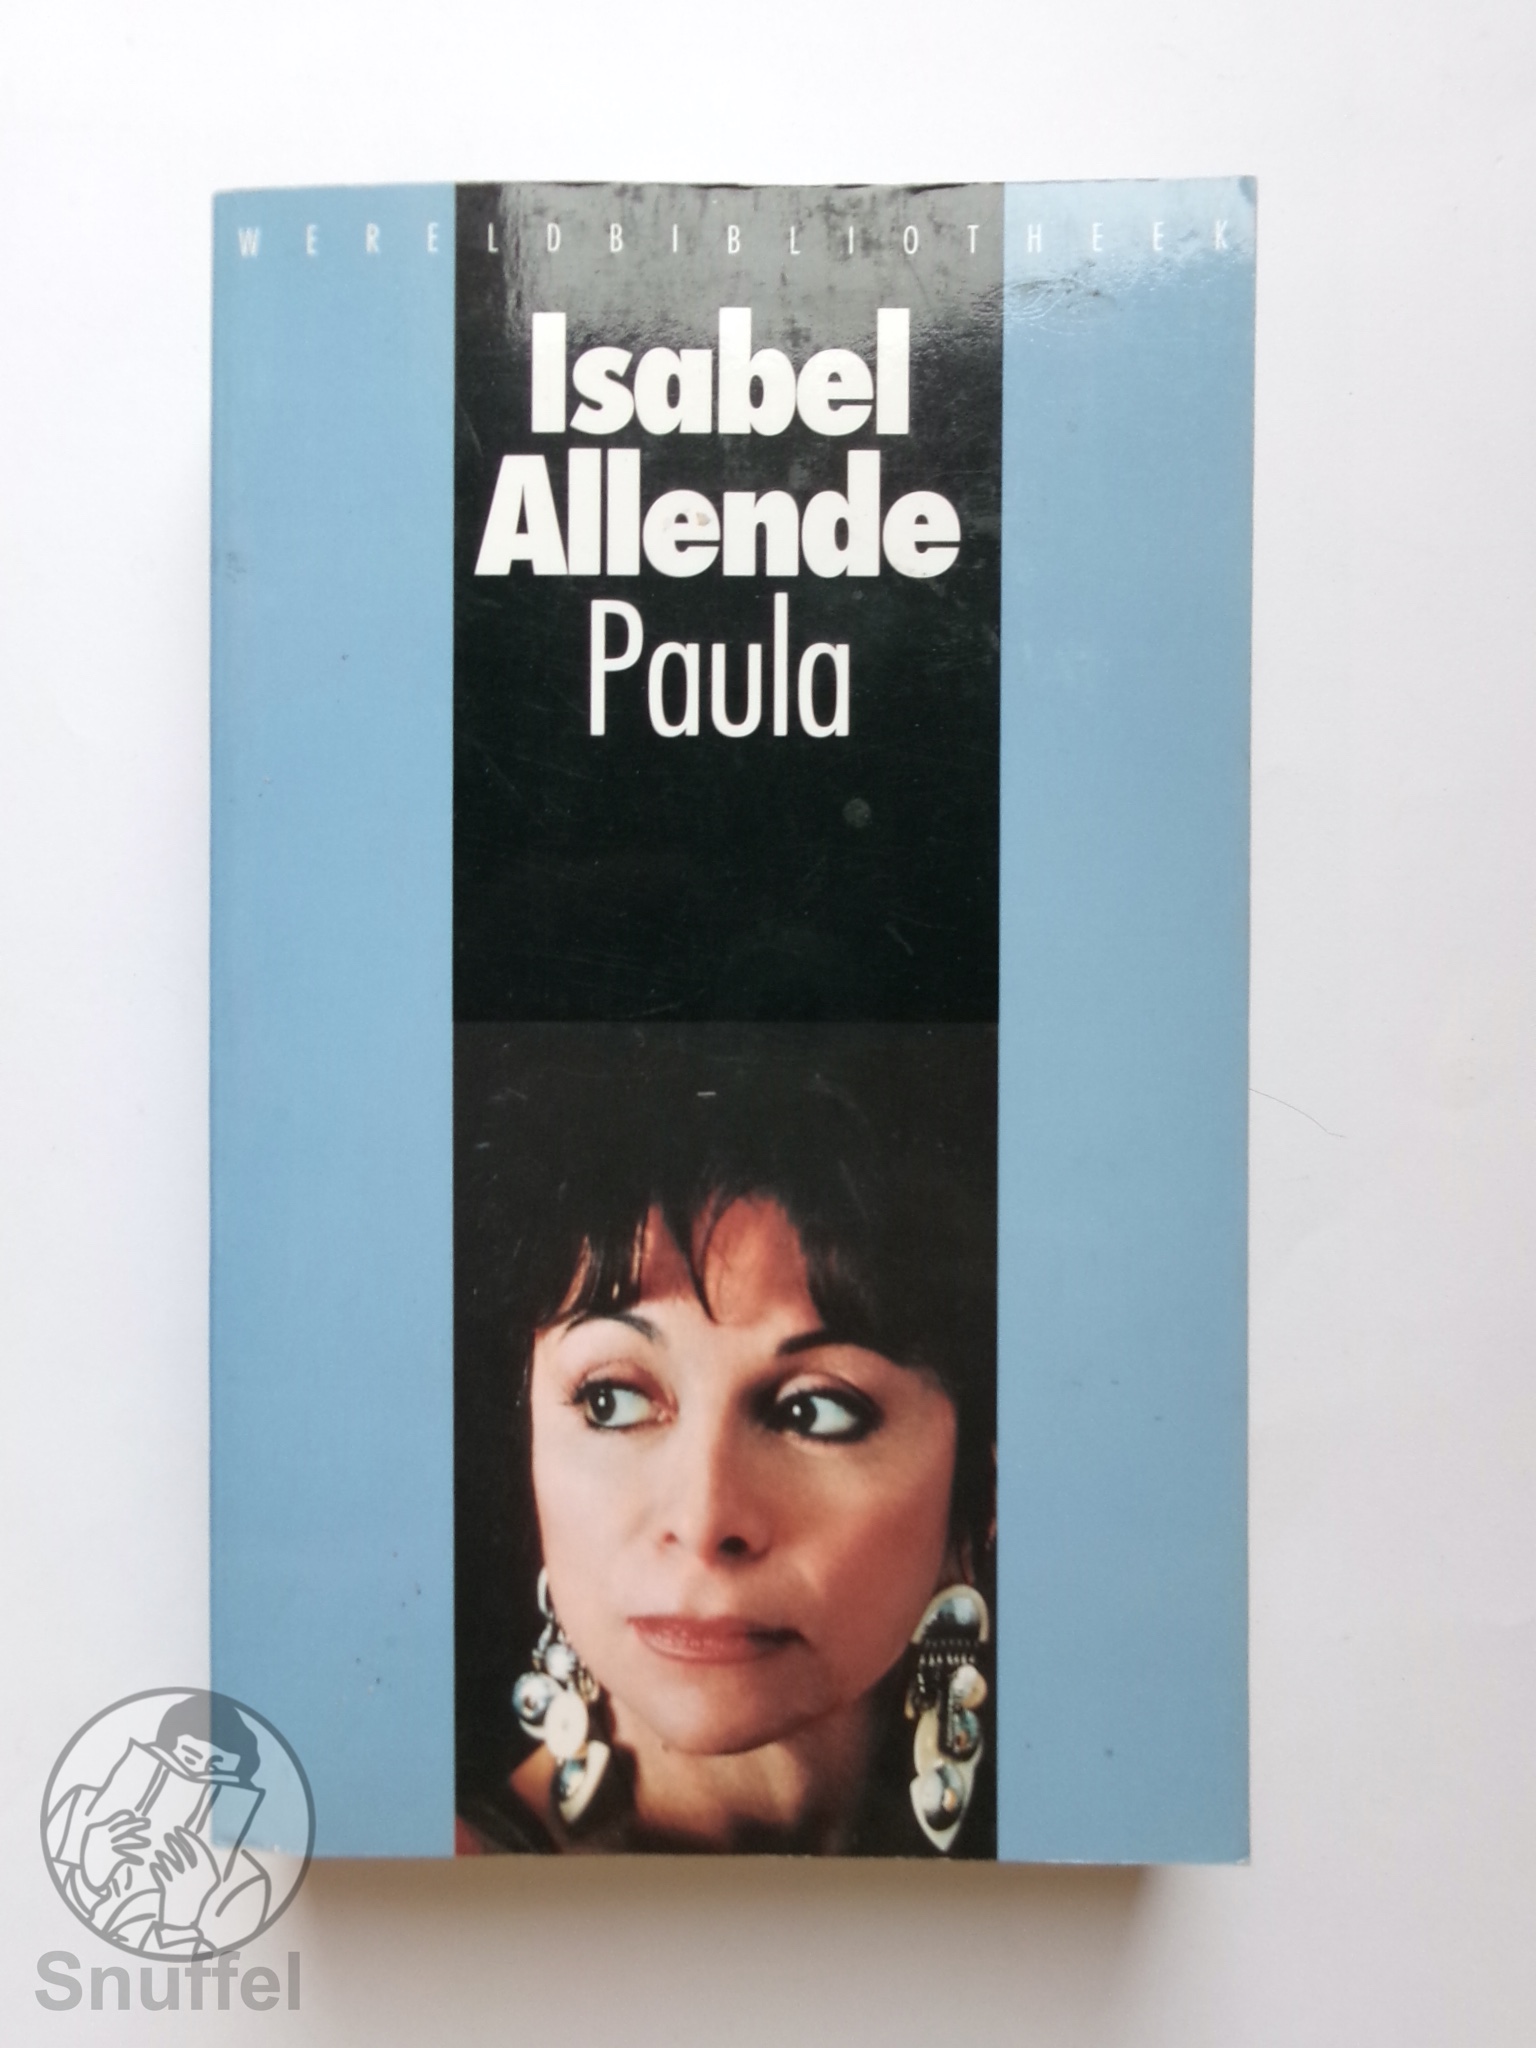 WERELDBIBLIOTHEEK
Isabel
Allende
Paula
Snuffel